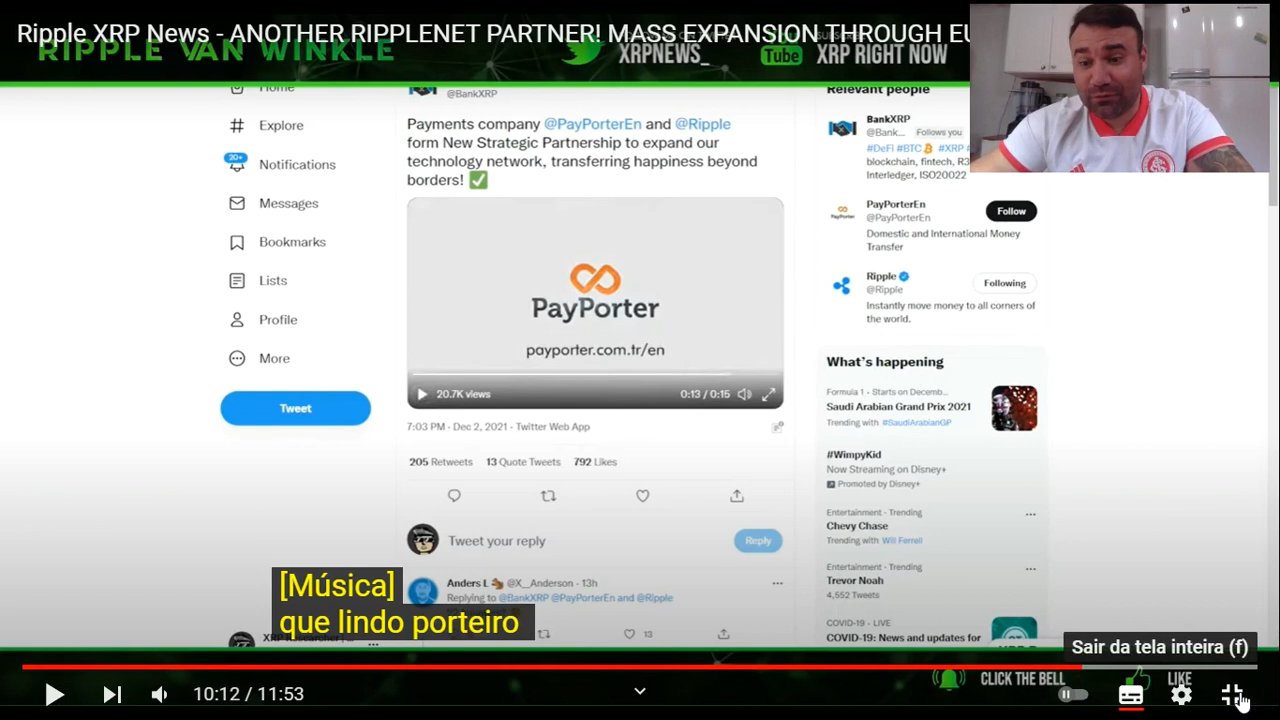 Ripple XRP News - ANOTHER RIPPLENET PARTNER! MASS EXPANSION THROUGH EU
RIPPLE VAN WINKLE
XRPNEWS_
Tube
XRP RIGHT NOW
Home
Explore
20+
Notifications
Messages
Bookmarks
Lists
Profile
More
Tweet
@BankXRP
Payments company @PayPorterEn and @Ripple
form New Strategic Partnership to expand our
technology network, transferring happiness beyond
borders! ✅
PayPorter
payporter.com.tr/en
20.7K views
0:13 / 0:15
7:03 PM · Dec 2, 2021 · Twitter Web App
205 Retweets 13 Quote Tweets 792 Likes
Tweet your reply
Reply
Anders L @X__Anderson · 13h
Replying to @BankXRP @PayPorterEn and @Ripple
13
Relevant people
BankXRP
@Bank... Follows you
#DeFi #BTC #XRP #
blockchain, fintech, R3
Interledger, ISO20022
PayPorterEn
@PayPorterEn
Follow
Domestic and International Money
Transfer
Ripple
@Ripple
Following
Instantly move money to all corners of
the world.
What's happening
Formula 1 · Starts on Decemb...
Saudi Arabian Grand Prix 2021
Trending with #SaudiArabianGP
#WimpyKid
Now Streaming on Disney+
Promoted by Disney+
Entertainment · Trending
Chevy Chase
Trending with Will Ferrell
Entertainment · Trending
Trevor Noah
4,552 Tweets
COVID-19 · LIVE
COVID-19: News and updates for
[Música]
que lindo porteiro
Sair da tela inteira (f)
CLICK THE BELL
LIKE
10:12 / 11:53